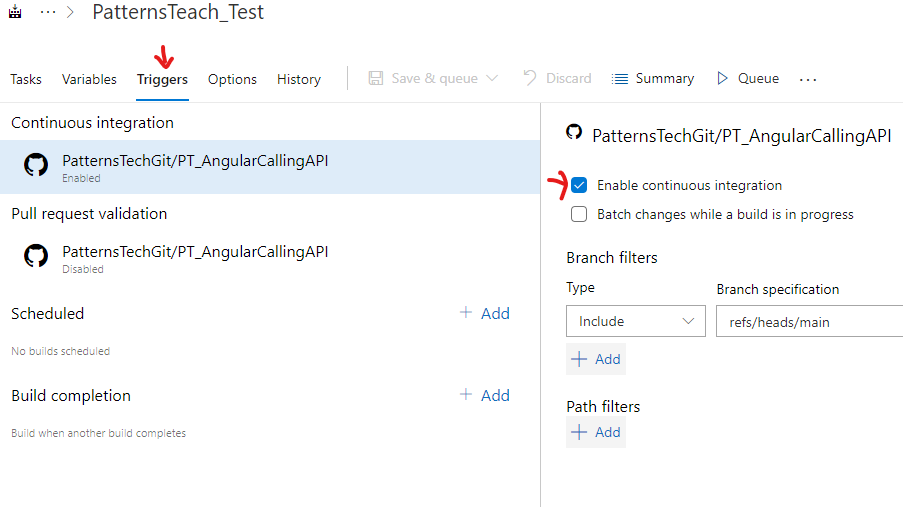 ··· > PatternsTeach_Test
Tasks Variables Triggers Options History Save & queue Discard Summary Queue ···
Continuous integration
PatternsTechGit/PT_AngularCallingAPI
Enabled
Pull request validation
PatternsTechGit/PT_AngularCallingAPI
Disabled
Scheduled + Add
No builds scheduled
Build completion + Add
Build when another build completes
PatternsTechGit/PT_AngularCallingAPI
Enable continuous integration
Batch changes while a build is in progress
Branch filters
Type Branch specification
Include refs/heads/main
+ Add
Path filters
+ Add